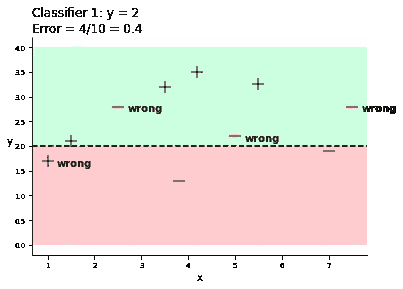 Classifier 1: y = 2
Error = 4/10 = 0.4
4.0
3.5
3.0
wrong
wrong
2.5
wrong
y
2.0
wrong
1.5
1.0
0.5
0.0
1 2 3 4 5 6 7
x